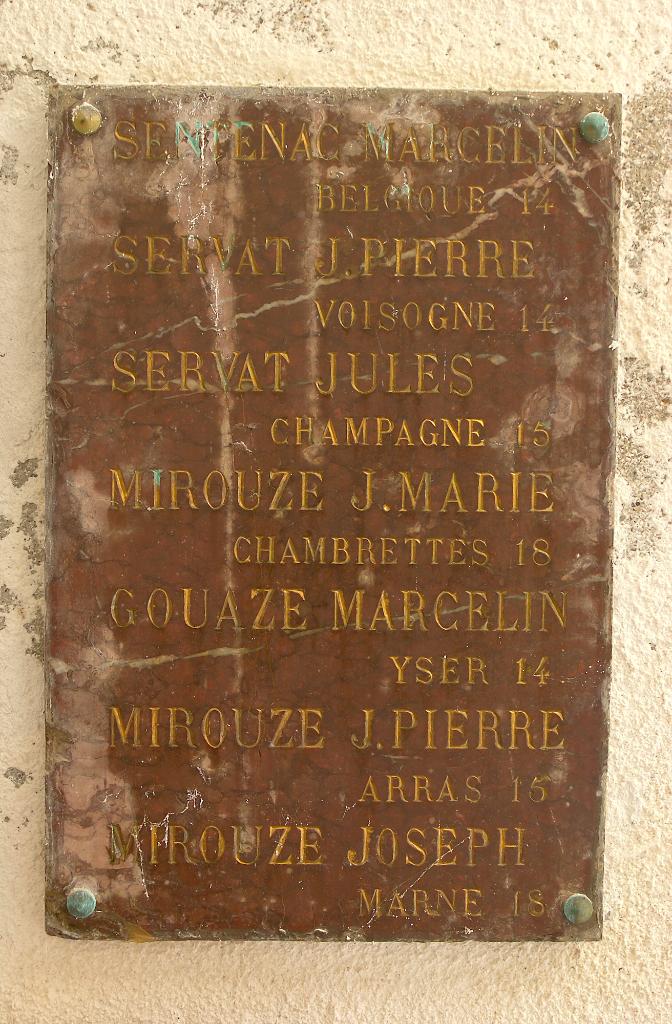 SENTENAC MARCELIN
BELGIQUE 14
SERVAT J.PIERRE
VOISOGNE 14
SERVAT JULES
CHAMPAGNE 15
MIROUZE J.MARIE
CHAMBRETTES 18
GOUAZE MARCELIN
YSER 14
MIROUZE J.PIERRE
ARRAS 15
MIROUZE JOSEPH
MARNE 18